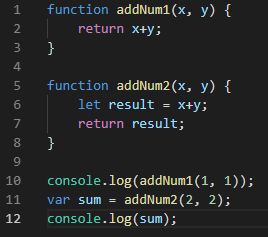 1 function addNum1(x, y) {
2     return x+y;
3 }
4
5 function addNum2(x, y) {
6     let result = x+y;
7     return result;
8 }
9
10 console.log(addNum1(1, 1));
11 var sum = addNum2(2, 2);
12 console.log(sum);